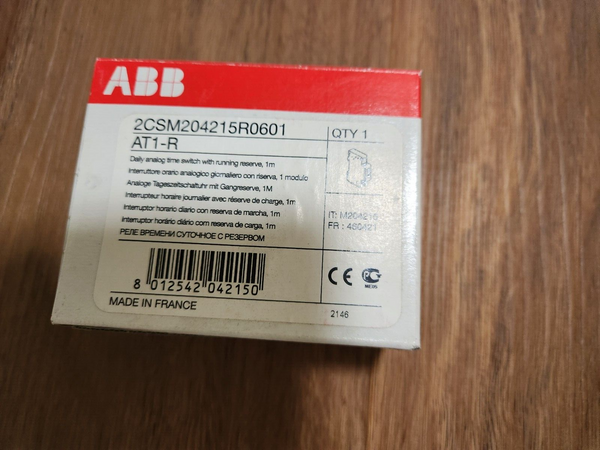 ABB
2CSM204215R0601
QTY 1
AT1-R
Daily analog time switch with running reserve, 1m
Interruttore orario analogico giornaliero con riserva, 1 modulo
Analoge Tageszeitschaltuhr mit Gangreserve, 1M
Interrupteur horaire journalier avec réserve de charge, 1m
Interruptor horario diario con reserva de marcha, 1m
Interruptor horário diário com reserva de carga, 1m
РЕЛЕ ВРЕМЕНИ СУТОЧНОЕ С РЕЗЕРВОМ
IT: M204215
FR : 460421
8 012542 042150
CE
MADE IN FRANCE
2146